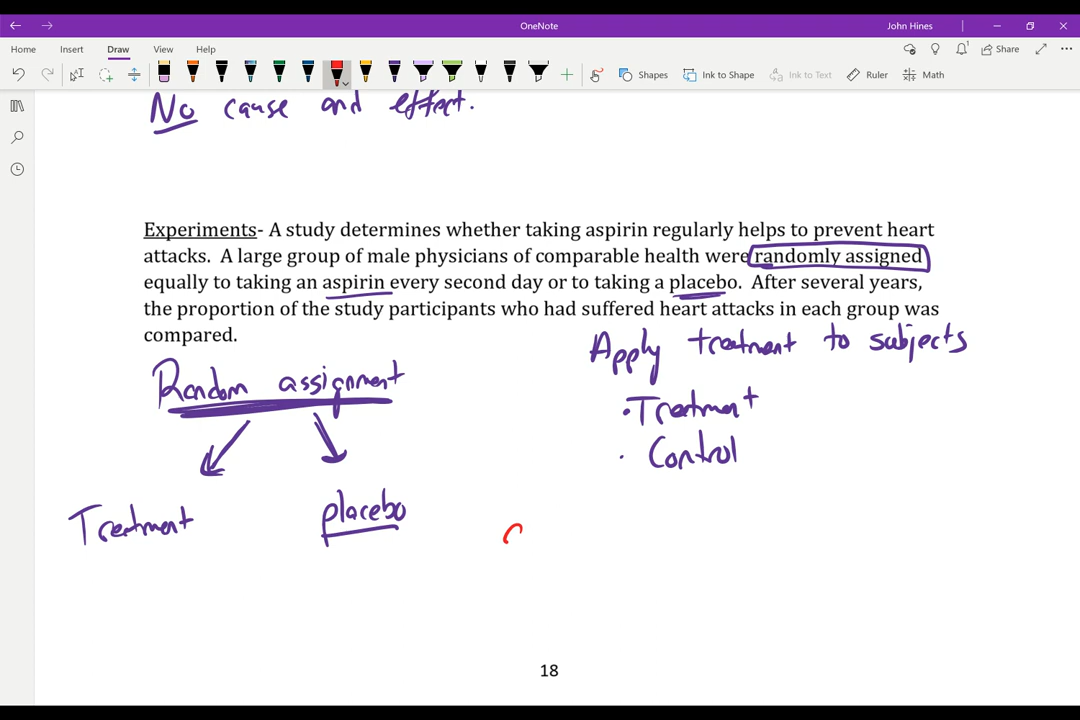 OneNote
John Hines
Home Insert Draw View Help
1
Share
Shapes
Ink to Shape
Ink to Text
Ruler
Math
No cause and effect.
Experiments- A study determines whether taking aspirin regularly helps to prevent heart
attacks. A large group of male physicians of comparable health were randomly assigned
equally to taking an aspirin every second day or to taking a placebo. After several years,
the proportion of the study participants who had suffered heart attacks in each group was
compared.
Apply treatment to subjects
Random assignment
• Treatment
• Control
Treatment
placebo
18